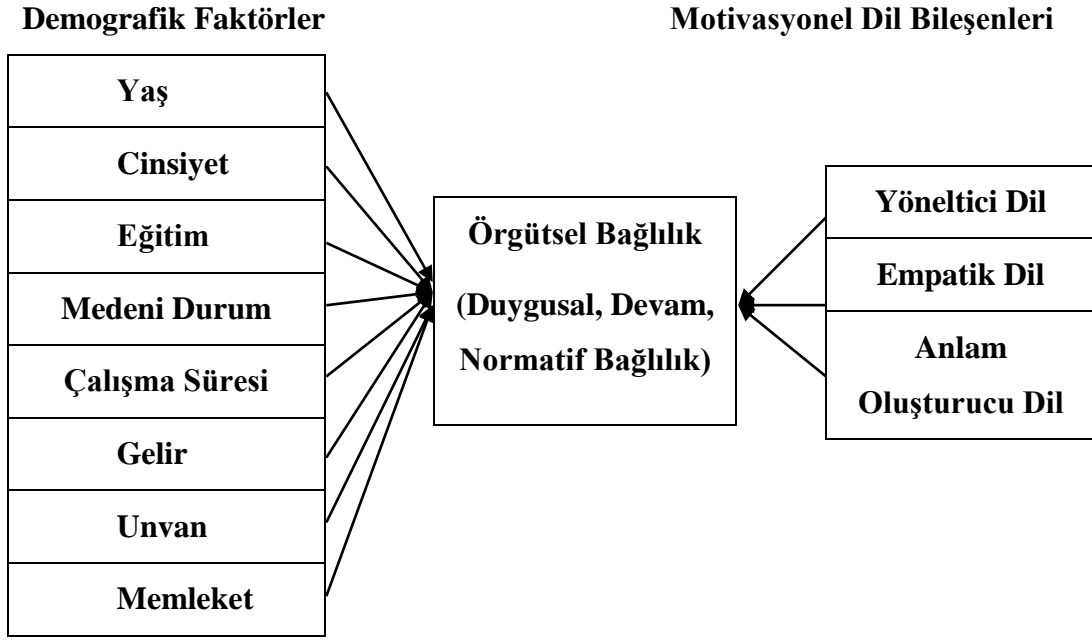 Demografik Faktörler
Motivasyonel Dil Bileşenleri
Yaş
Cinsiyet
Eğitim
Medeni Durum
Çalışma Süresi
Gelir
Unvan
Memleket
Örgütsel Bağlılık
(Duygusal, Devam,
Normatif Bağlılık)
Yöneltici Dil
Empatik Dil
Anlam
Oluşturucu Dil